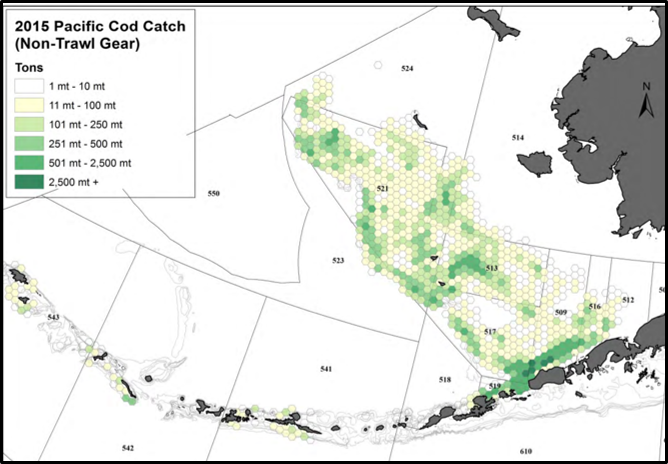 2015 Pacific Cod Catch
(Non-Trawl Gear)
Tons
1 mt - 10 mt
11 mt - 100 mt
101 mt - 250 mt
251 mt - 500 mt
501 mt - 2,500 mt
2,500 mt +
524
N
514
550
521
523
513
512
516
509
543
517
541
518
519
542
610